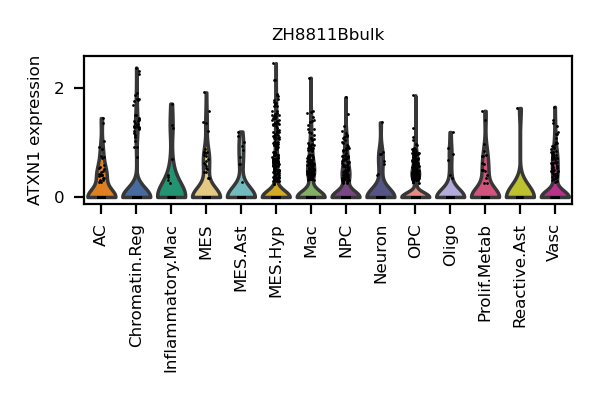 ZH8811Bbulk
ATXN1 expression
2
0
AC
Chromatin.Reg
Inflammatory.Mac
MES
MES.Ast
MES.Hyp
Mac
NPC
Neuron
OPC
Oligo
Prolif.Metab
Reactive.Ast
Vasc